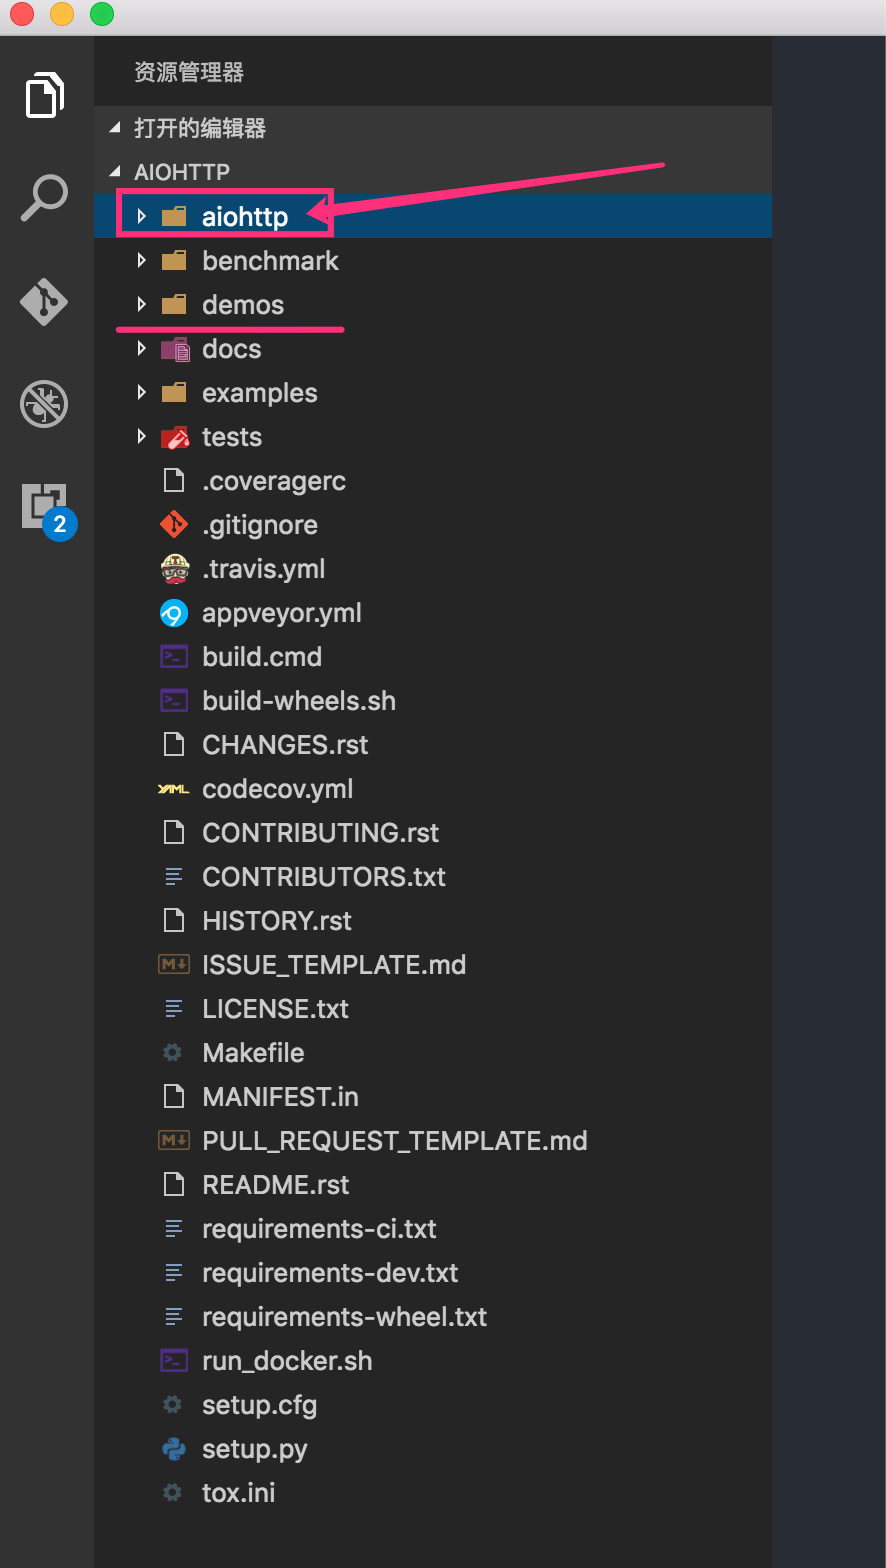 资源管理器
打开的编辑器
AIOHTTP
aiohttp
benchmark
demos
docs
examples
tests
.coveragerc
.gitignore
.travis.yml
appveyor.yml
build.cmd
build-wheels.sh
CHANGES.rst
YAML codecov.yml
CONTRIBUTING.rst
CONTRIBUTORS.txt
HISTORY.rst
ISSUE_TEMPLATE.md
LICENSE.txt
Makefile
MANIFEST.in
PULL_REQUEST_TEMPLATE.md
README.rst
requirements-ci.txt
requirements-dev.txt
requirements-wheel.txt
run_docker.sh
setup.cfg
setup.py
tox.ini
2